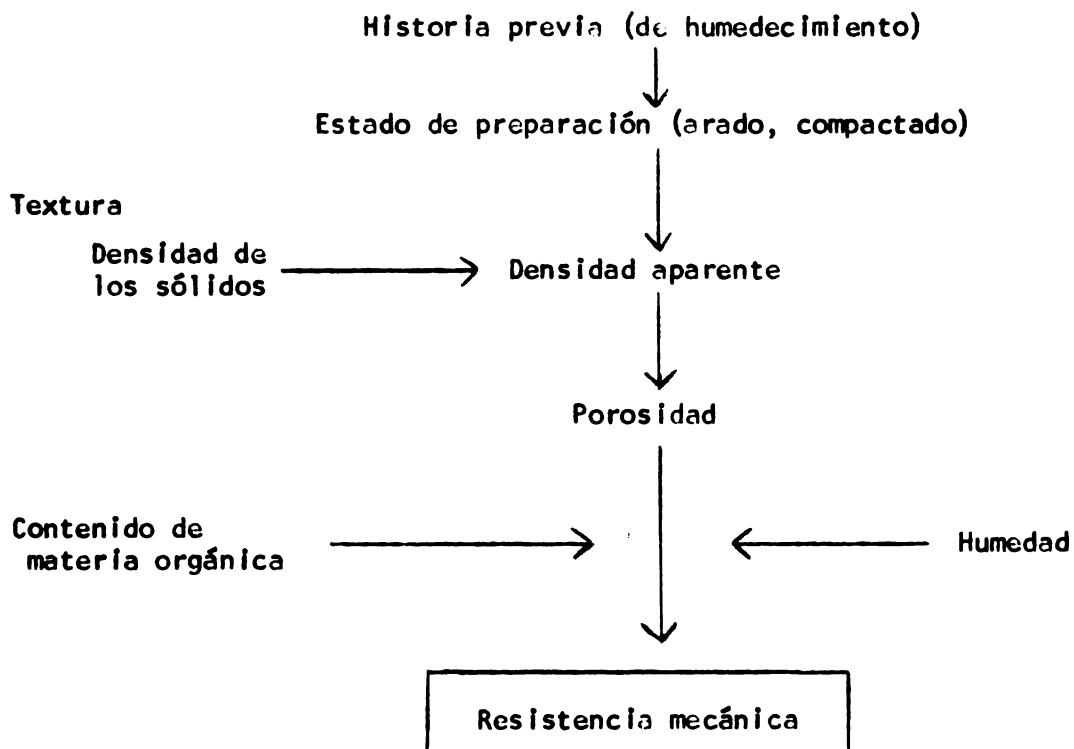 Historia previa (de humedecimiento)
Estado de preparación (arado, compactado)
Textura
Densidad de
los sólidos
Densidad aparente
Porosidad
Contenido de
materia orgánica
Humedad
Resistencia mecánica